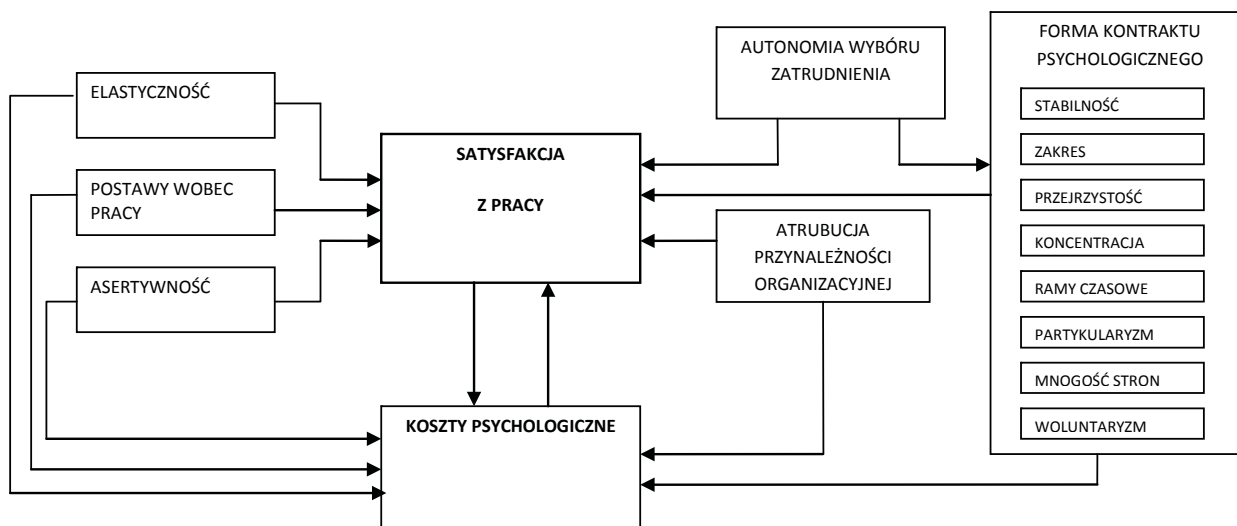 ELASTYCZNOŚĆ
POSTAWY WOBEC
PRACY
ASERTYWNOŚĆ
SATYSFAKCJA
Z PRACY
KOSZTY PSYCHOLOGICZNE
AUTONOMIA WYBÓRU
ZATRUDNIENIA
ATRUBUCJA
PRZYNALEŻNOŚCI
ORGANIZACYJNEJ
FORMA KONTRAKTU
PSYCHOLOGICZNEGO
STABILNOŚĆ
ZAKRES
PRZEJRZYSTOŚĆ
KONCENTRACJA
RAMY CZASOWE
PARTYKULARYZM
MNOGOŚĆ STRON
WOLUNTARYZM